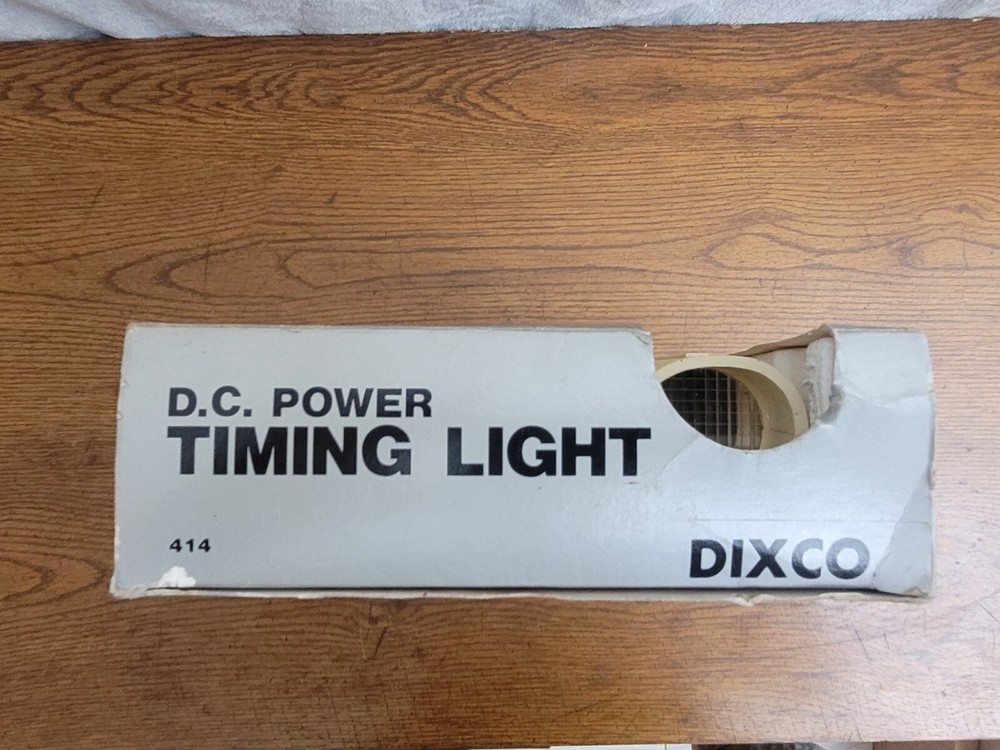 D.C. POWER
TIMING LIGHT
414
DIXCO